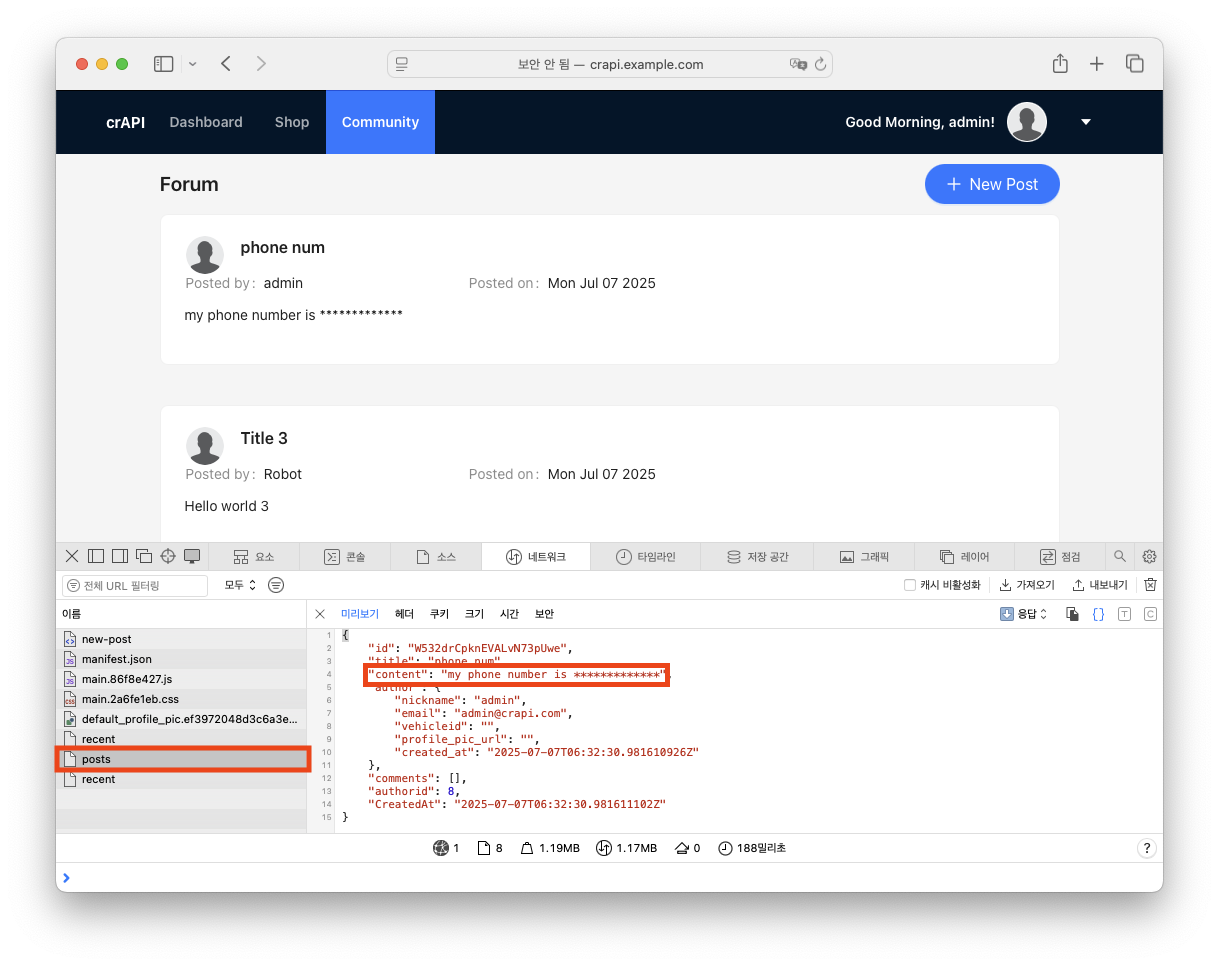 보안 안 됨 — crapi.example.com
crAPI Dashboard Shop Community Good Morning, admin!
Forum + New Post
phone num
Posted by : admin Posted on : Mon Jul 07 2025
my phone number is *************
Title 3
Posted by : Robot Posted on : Mon Jul 07 2025
Hello world 3
요소 콘솔 소스 네트워크 타임라인 저장 공간 그래픽 레이어 점검
전체 URL 필터링 모두 캐시 비활성화 가져오기 내보내기
이름 미리보기 헤더 쿠키 크기 시간 보안 응답 {} T C
new-post
manifest.json
main.86f8e427.js
main.2a6fe1eb.css
default_profile_pic.ef3972048d3c6a3e...
recent
posts
recent
1 {
2 "id": "W532drCpknEVALvN73pUwe",
3 "title": "phone num",
4 "content": "my phone number is *************",
5 "author": {
6 "nickname": "admin",
7 "email": "admin@crapi.com",
8 "vehicleid": "",
9 "profile_pic_url": "",
10 "created_at": "2025-07-07T06:32:30.981610926Z"
11 },
12 "comments": [],
13 "authorid": 8,
14 "CreatedAt": "2025-07-07T06:32:30.981611102Z"
15 }
1 8 1.19MB 1.17MB 0 188밀리초 ?